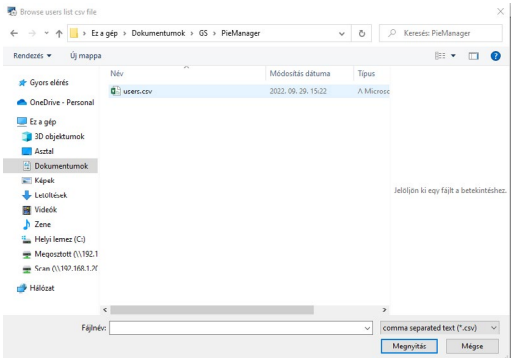 Browse users list csv file
Ez a gép > Dokumentumok > GS > PieManager
Keresés: PieManager
Rendezés
Új mappa
Név
Módosítás dátuma
Típus
users.csv
2022. 09. 29. 15:22
A Microsc
Gyors elérés
OneDrive - Personal
Ez a gép
3D objektumok
Asztal
Dokumentumok
Képek
Letöltések
Videók
Zene
Helyi lemez (C:)
Megosztott (\\192.1
Scan (\\192.168.1.20
Hálózat
Jelöljön ki egy fájlt a betekintéshez.
Fájlnév:
comma separated text (*.csv)
Megnyitás
Mégse